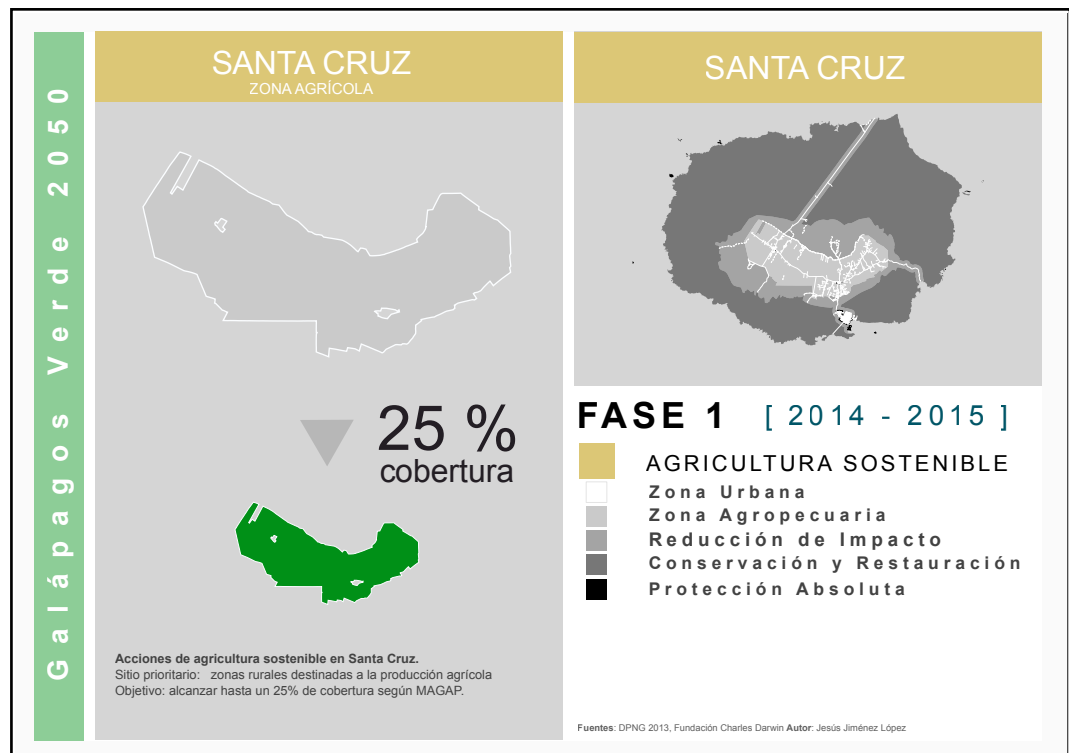 Galápagos Verde 2050
SANTA CRUZ
ZONA AGRÍCOLA
25 %
cobertura
Acciones de agricultura sostenible en Santa Cruz.
Sitio prioritario: zonas rurales destinadas a la producción agrícola
Objetivo: alcanzar hasta un 25% de cobertura según MAGAP.
SANTA CRUZ
FASE 1 [ 2014 - 2015 ]
AGRICULTURA SOSTENIBLE
Zona Urbana
Zona Agropecuaria
Reducción de Impacto
Conservación y Restauración
Protección Absoluta
Fuentes: DPNG 2013, Fundación Charles Darwin Autor: Jesús Jiménez López